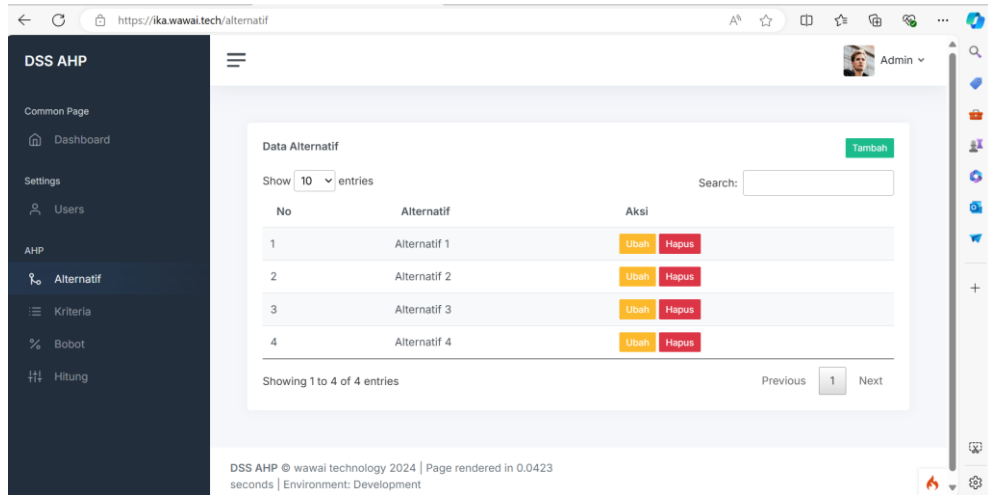 https://ika.wawai.tech/alternatif
DSS AHP
Admin
Common Page
Dashboard
Settings
Users
AHP
Alternatif
Kriteria
Bobot
Hitung
Data Alternatif
Tambah
Show 10 entries
Search:
No Alternatif Aksi
1 Alternatif 1 Ubah Hapus
2 Alternatif 2 Ubah Hapus
3 Alternatif 3 Ubah Hapus
4 Alternatif 4 Ubah Hapus
Showing 1 to 4 of 4 entries
Previous 1 Next
DSS AHP © wawai technology 2024 | Page rendered in 0.0423
seconds | Environment: Development